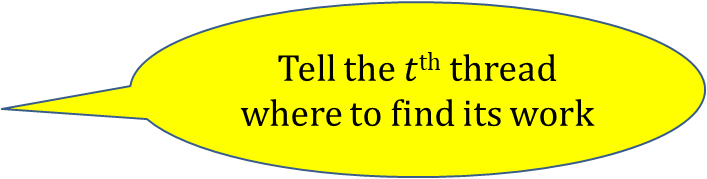 Tell the tᵗʰ thread
where to find its work